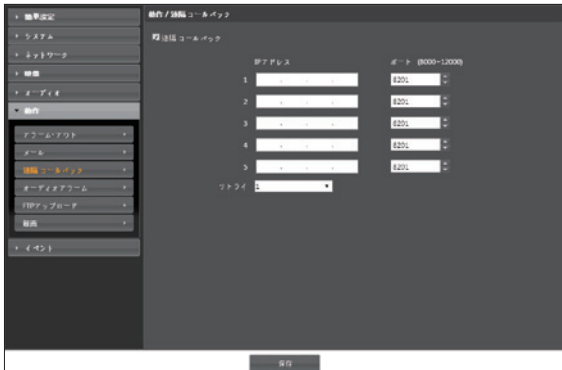 簡単設定
システム
ネットワーク
映像
オーディオ
動作
アラーム・アウト
メール
遠隔コールバック
オーディオアラーム
FTPアップロード
録画
イベント
動作 / 遠隔コールバック
遠隔コールバック
IPアドレス ポート (8000~12000)
1 . . . 8201
2 . . . 8201
3 . . . 8201
4 . . . 8201
5 . . . 8201
リトライ 1
保存